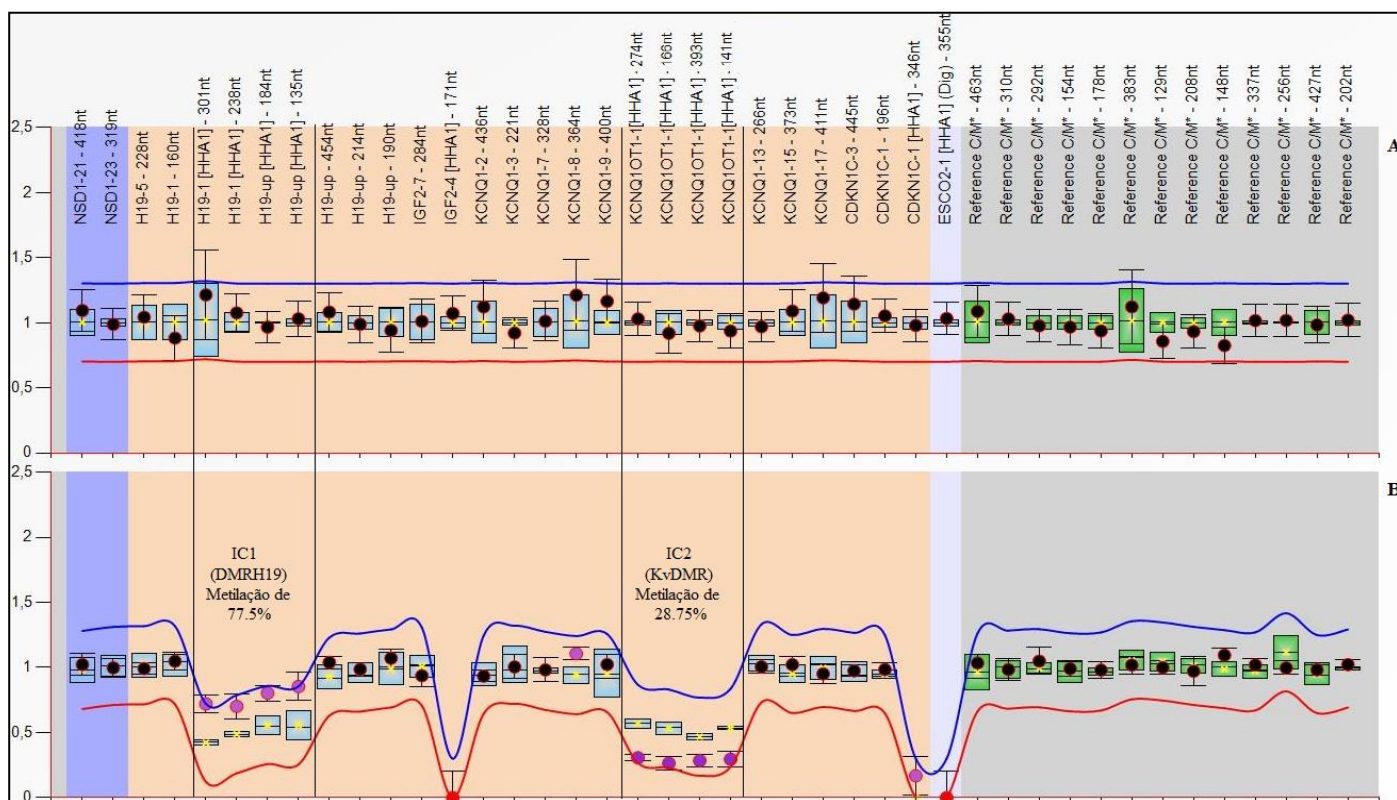 NSD1-21 - 418nt
NSD1-23 - 319nt
H19-5 - 228nt
H19-1 - 160nt
H19-1 [HHA1] - 301nt
H19-1 [HHA1] - 238nt
H19-up [HHA1] - 184nt
H19-up [HHA1] - 135nt
H19-up - 454nt
H19-up - 214nt
H19-up - 190nt
IGF2-7 - 284nt
IGF2-4 [HHA1] - 171nt
KCNQ1-2 - 436nt
KCNQ1-3 - 221nt
KCNQ1-7 - 328nt
KCNQ1-8 - 364nt
KCNQ1-9 - 400nt
KCNQ1OT1-1[HHA1] - 274nt
KCNQ1OT1-1[HHA1] - 166nt
KCNQ1OT1-1[HHA1] - 393nt
KCNQ1OT1-1[HHA1] - 141nt
KCNQ1-13 - 266nt
KCNQ1-15 - 373nt
KCNQ1-17 - 411nt
CDKN1C-3 - 445nt
CDKN1C-1 - 196nt
CDKN1C-1 [HHA1] - 346nt
ESCO2-1 [HHA1] (Dig) - 355nt
Reference C/M* - 463nt
Reference C/M* - 310nt
Reference C/M* - 292nt
Reference C/M* - 154nt
Reference C/M* - 178nt
Reference C/M* - 383nt
Reference C/M* - 129nt
Reference C/M* - 208nt
Reference C/M* - 148nt
Reference C/M* - 337nt
Reference C/M* - 256nt
Reference C/M* - 427nt
Reference C/M* - 202nt
2,5
A
2
1,5
1
0,5
0
2,5
B
2
IC1
(DMRH19)
Metilação de
77.5%
IC2
(KvDMR)
Metilação de
28.75%
1,5
1
0,5
0